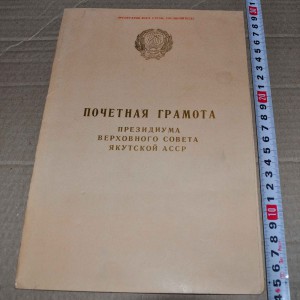 ПОЧЕТНАЯ ГРАМОТА
ПРЕЗИДИУМА
ВЕРХОВНОГО СОВЕТА
ЯКУТСКОЙ АССР